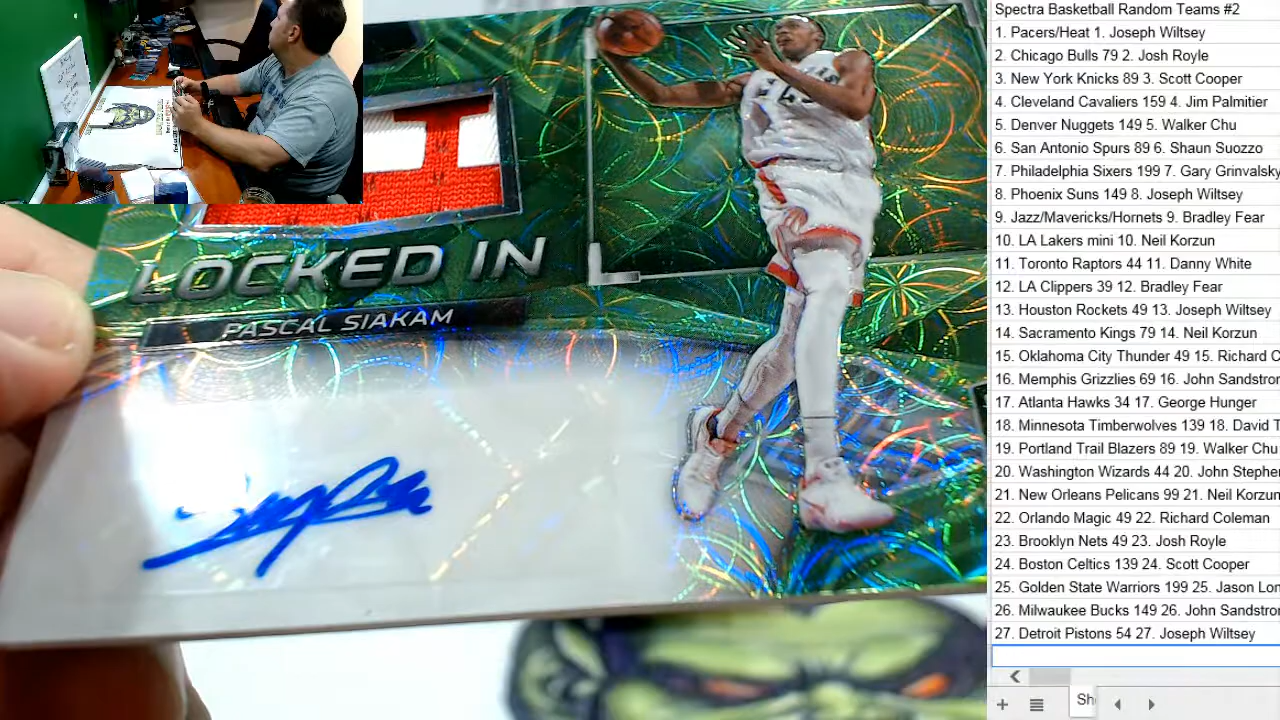 LOCKED IN
PASCAL SIAKAM
Spectra Basketball Random Teams #2
1. Pacers/Heat 1. Joseph Wiltsey
2. Chicago Bulls 79 2. Josh Royle
3. New York Knicks 89 3. Scott Cooper
4. Cleveland Cavaliers 159 4. Jim Palmitier
5. Denver Nuggets 149 5. Walker Chu
6. San Antonio Spurs 89 6. Shaun Suozzo
7. Philadelphia Sixers 199 7. Gary Grinvalsky
8. Phoenix Suns 149 8. Joseph Wiltsey
9. Jazz/Mavericks/Hornets 9. Bradley Fear
10. LA Lakers mini 10. Neil Korzun
11. Toronto Raptors 44 11. Danny White
12. LA Clippers 39 12. Bradley Fear
13. Houston Rockets 49 13. Joseph Wiltsey
14. Sacramento Kings 79 14. Neil Korzun
15. Oklahoma City Thunder 49 15. Richard C
16. Memphis Grizzlies 69 16. John Sandstrom
17. Atlanta Hawks 34 17. George Hunger
18. Minnesota Timberwolves 139 18. David T
19. Portland Trail Blazers 89 19. Walker Chu
20. Washington Wizards 44 20. John Stephe
21. New Orleans Pelicans 99 21. Neil Korzun
22. Orlando Magic 49 22. Richard Coleman
23. Brooklyn Nets 49 23. Josh Royle
24. Boston Celtics 139 24. Scott Cooper
25. Golden State Warriors 199 25. Jason Lon
26. Milwaukee Bucks 149 26. John Sandstro
27. Detroit Pistons 54 27. Joseph Wiltsey
Sh